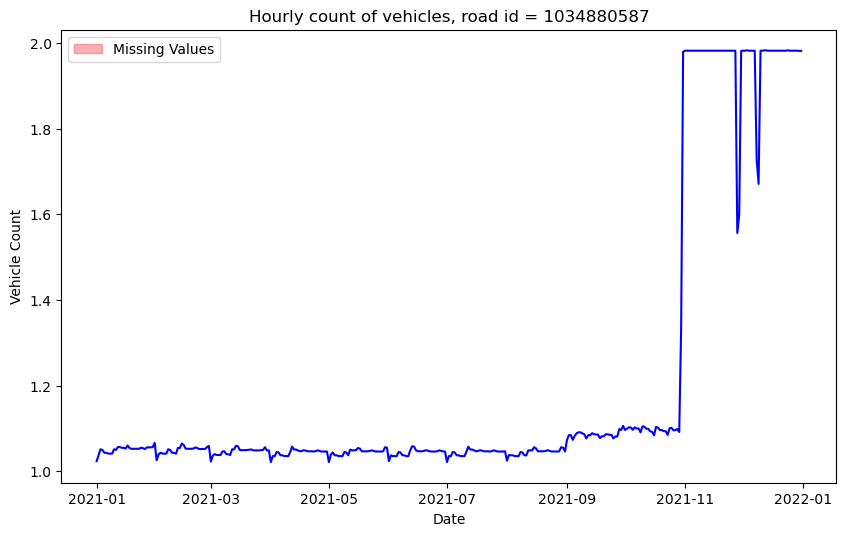 Hourly count of vehicles, road id = 1034880587
Missing Values
Vehicle Count
2.0
1.8
1.6
1.4
1.2
1.0
2021-01 2021-03 2021-05 2021-07 2021-09 2021-11 2022-01
Date